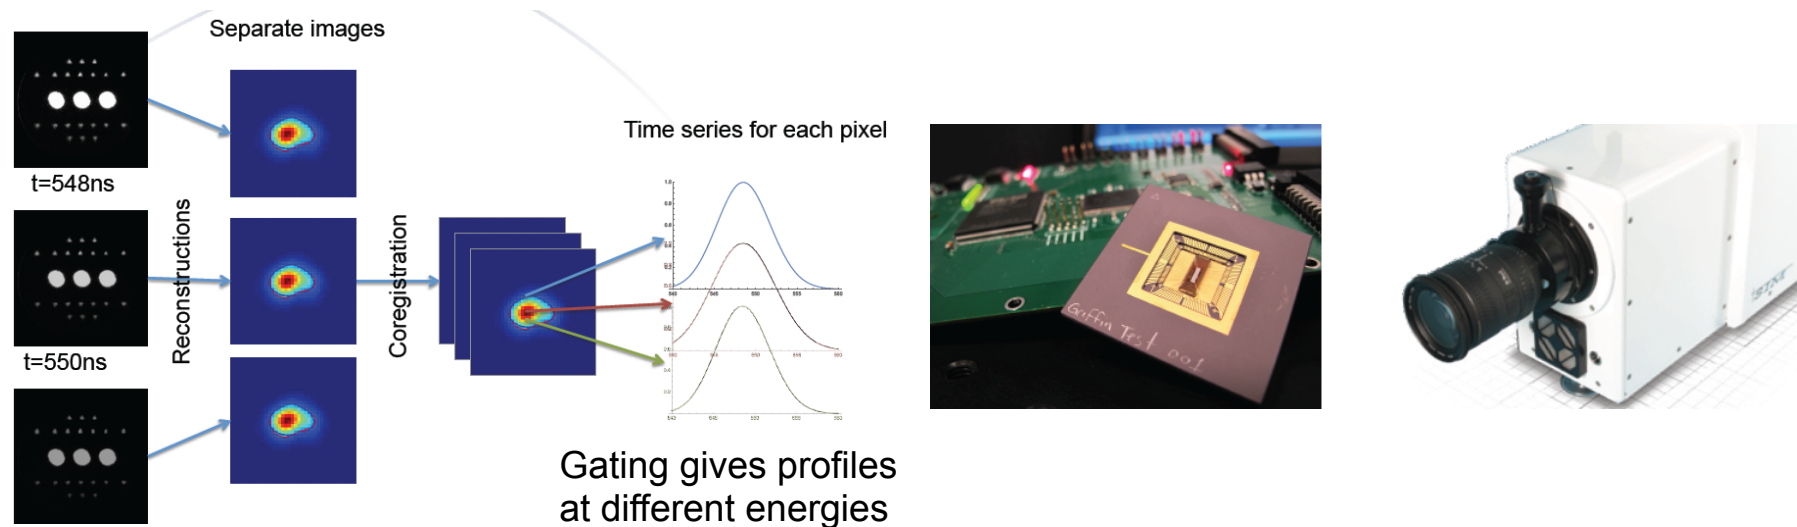 Separate images
t=548ns
t=550ns
Reconstructions
Coregistration
Time series for each pixel
Gating gives profiles
at different energies
Griffin Test 001